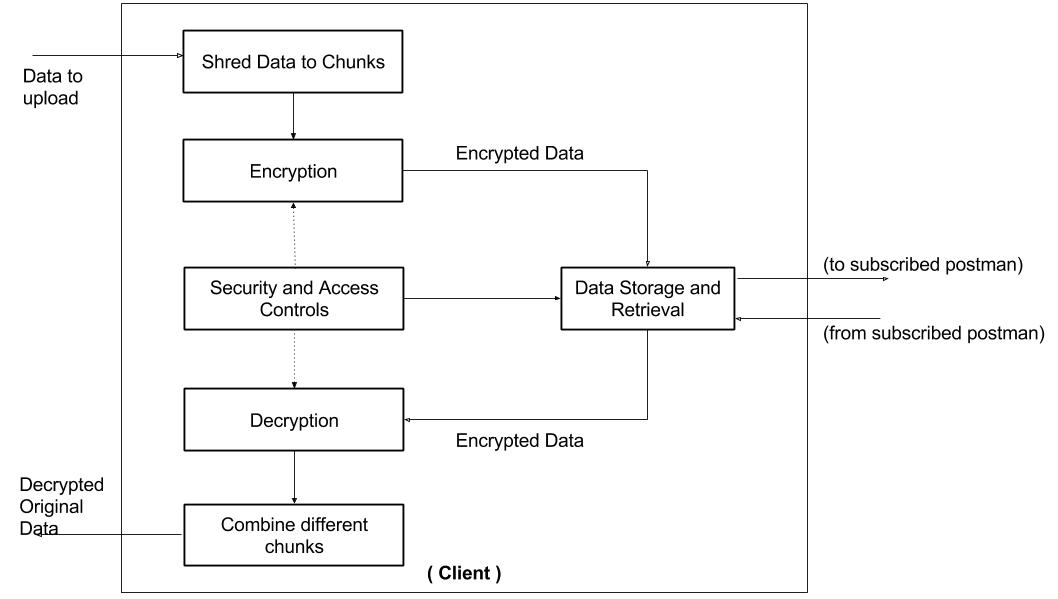 Shred Data to Chunks
Data to
upload
Encryption
Encrypted Data
Security and Access
Controls
Data Storage and
Retrieval
(to subscribed postman)
(from subscribed postman)
Decryption
Encrypted Data
Decrypted
Original
Data
Combine different
chunks
( Client )